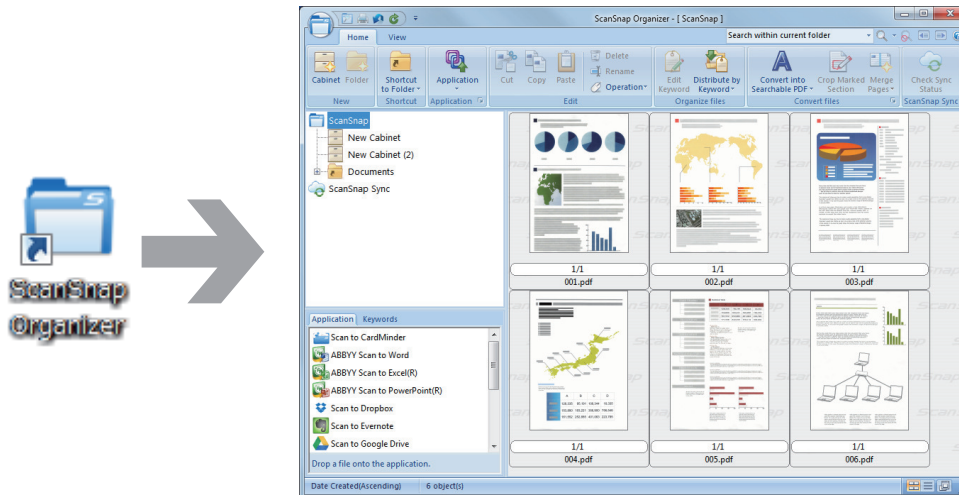 ScanSnap
Organizer
ScanSnap Organizer - [ ScanSnap ]
Home View
Search within current folder
Cabinet Folder
Shortcut
to Folder
Application
Cut Copy Paste
Delete
Rename
Operation
Edit
Keyword
Distribute by
Keyword
Convert into
Searchable PDF
Crop Marked
Section
Merge
Pages
Check Sync
Status
New Shortcut Application Edit Organize files Convert files ScanSnap Sync
ScanSnap
New Cabinet
New Cabinet (2)
Documents
ScanSnap Sync
1/1 1/1 1/1
001.pdf 002.pdf 003.pdf
Application Keywords
Scan to CardMinder
ABBYY Scan to Word
ABBYY Scan to Excel(R)
ABBYY Scan to PowerPoint(R)
Scan to Dropbox
Scan to Evernote
Scan to Google Drive
Drop a file onto the application.
1/1 1/1 1/1
004.pdf 005.pdf 006.pdf
Date Created(Ascending) 6 object(s)